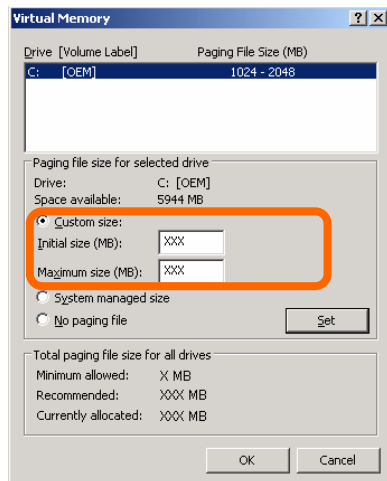 Virtual Memory
Drive [Volume Label] Paging File Size (MB)
C: [OEM] 1024 - 2048
Paging file size for selected drive
Drive: C: [OEM]
Space available: 5944 MB
Custom size:
Initial size (MB): XXX
Maximum size (MB): XXX
System managed size
No paging file Set
Total paging file size for all drives
Minimum allowed: X MB
Recommended: XXX MB
Currently allocated: XXX MB
OK Cancel